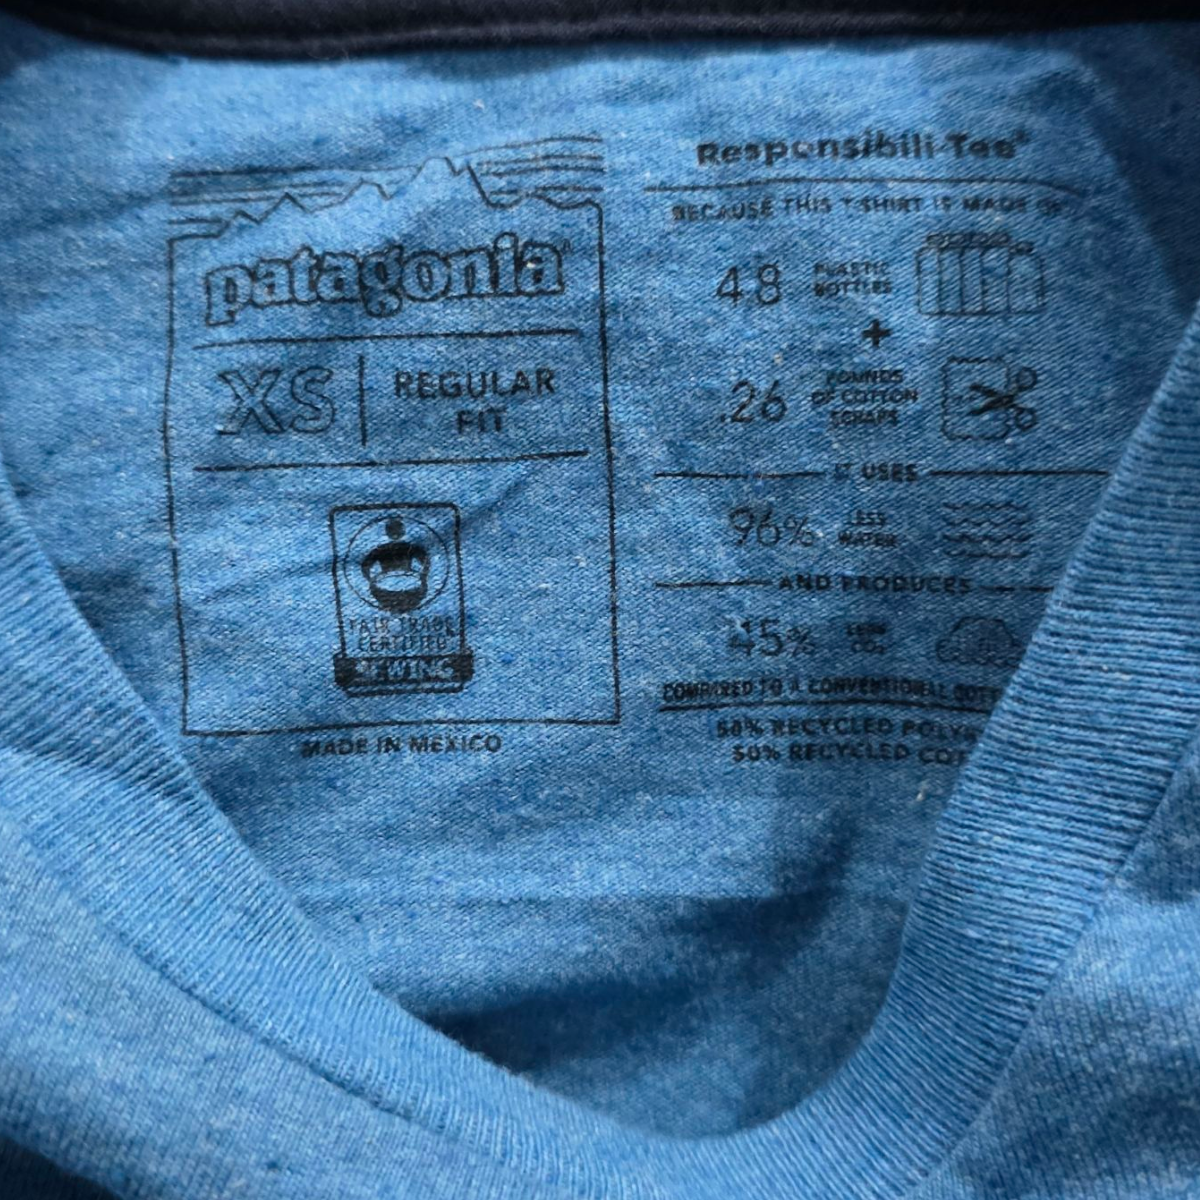 patagonia®
XS
REGULAR
FIT
FAIR TRADE
CERTIFIED
SEWING
MADE IN MEXICO
Responsibili-Tee®
BECAUSE THIS T-SHIRT IS MADE OF
4.8
PLASTIC
BOTTLES
+
.26
POUNDS
OF COTTON
SCRAPS
IT USES
96%
LESS
WATER
AND PRODUCES
45%
LESS
CO₂
COMPARED TO A CONVENTIONAL
50% RECYCLED
50% RECYCLED